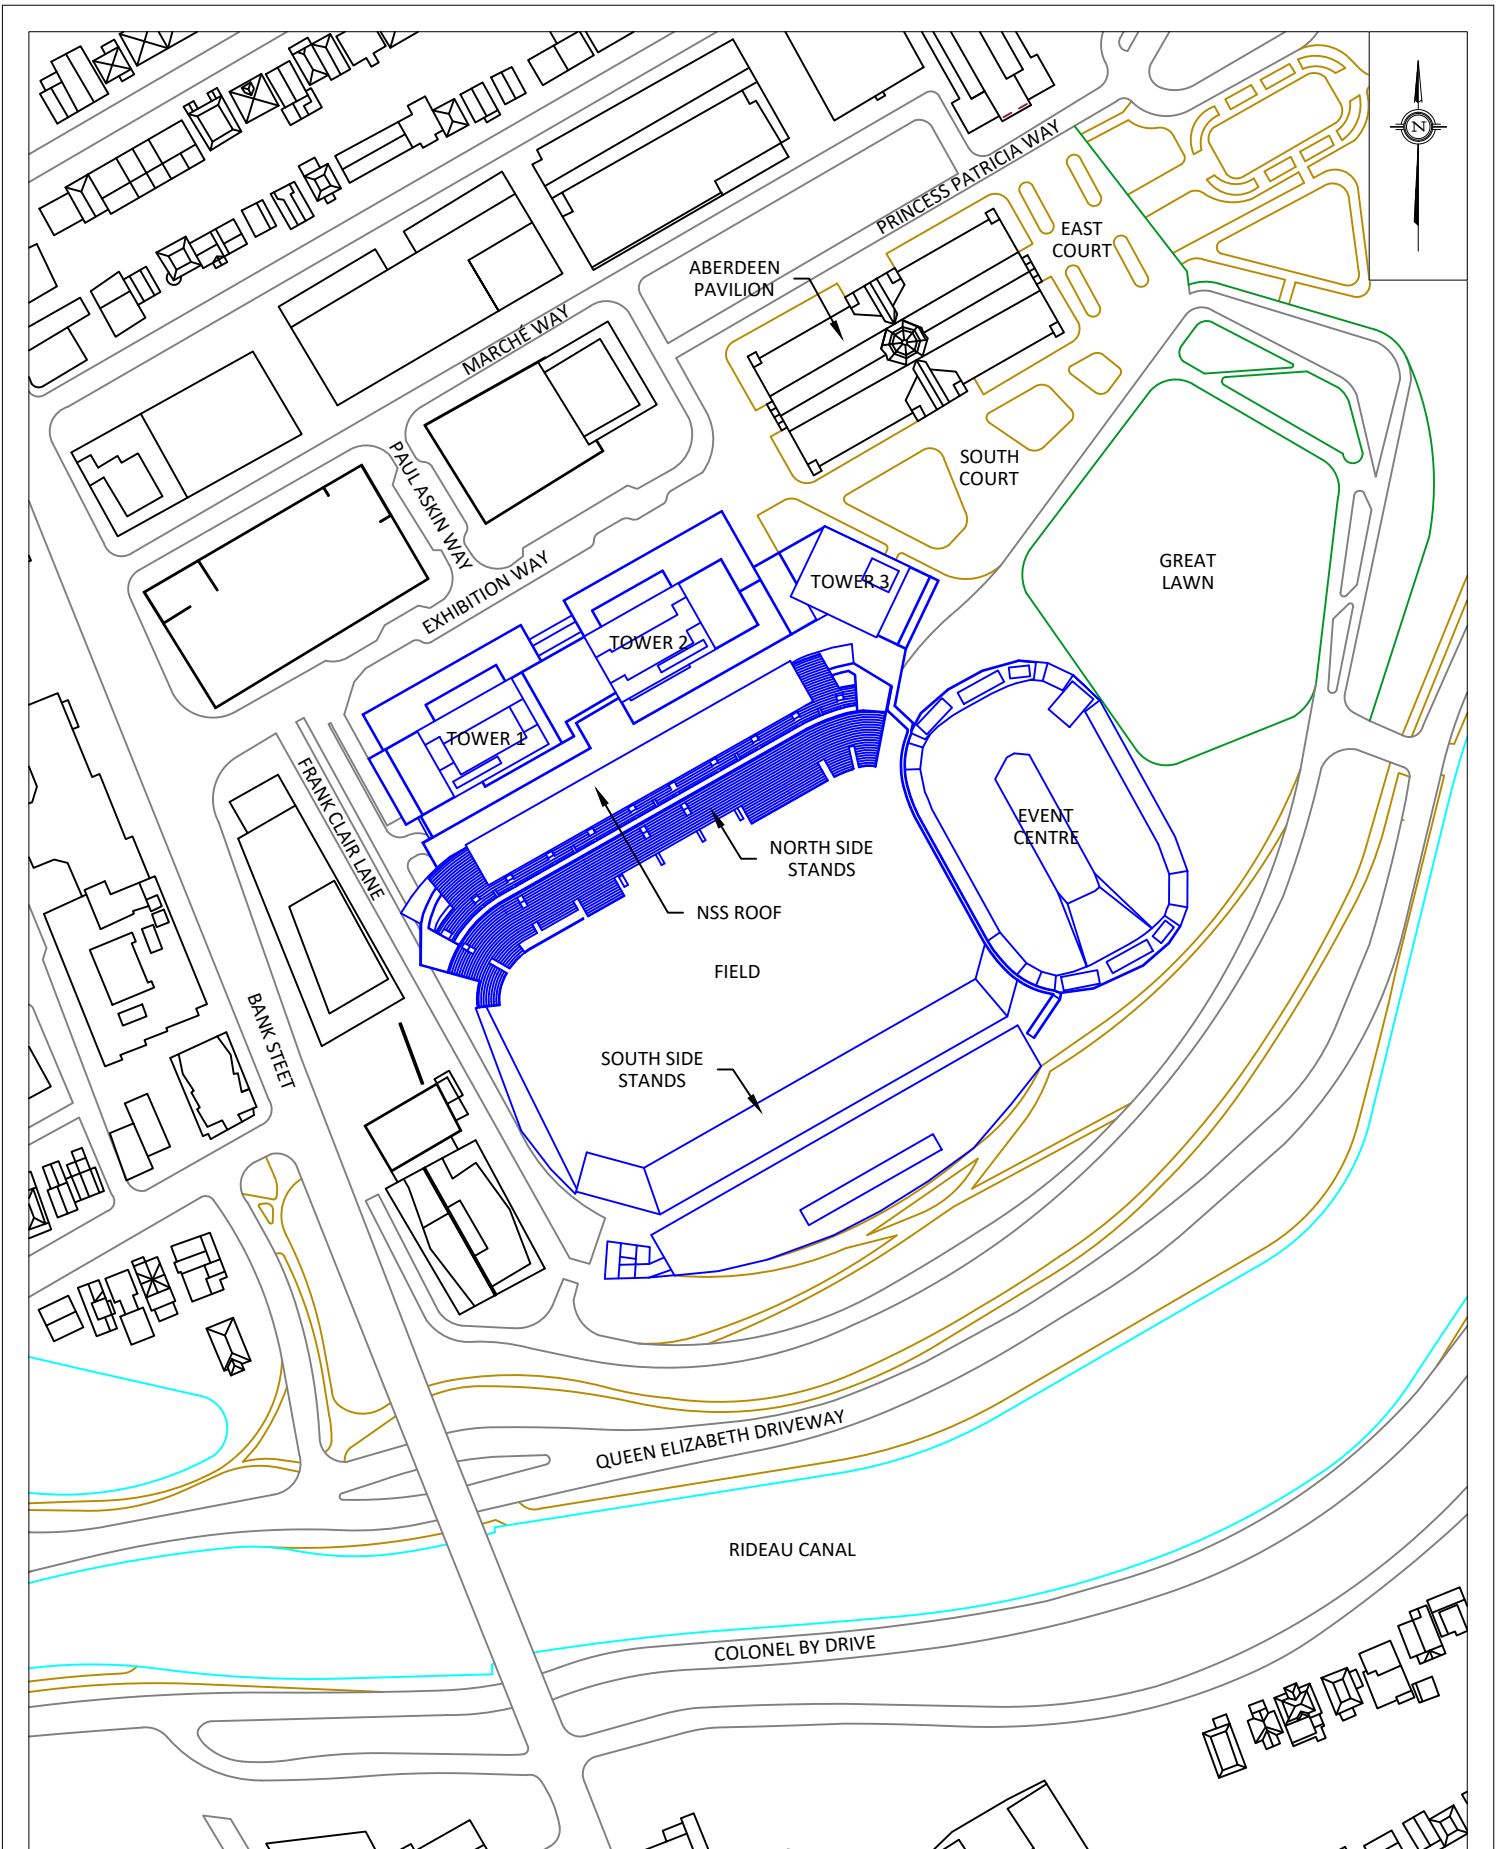 N
PRINCESS PATRICIA WAY
EAST
COURT
ABERDEEN
PAVILION
MARCHÉ WAY
SOUTH
COURT
PAUL ASKIN WAY
EXHIBITION WAY
GREAT
LAWN
TOWER 3
TOWER 2
TOWER 1
FRANK CLAIR LANE
EVENT
CENTRE
NORTH SIDE
STANDS
NSS ROOF
FIELD
BANK STEET
SOUTH SIDE
STANDS
QUEEN ELIZABETH DRIVEWAY
RIDEAU CANAL
COLONEL BY DRIVE